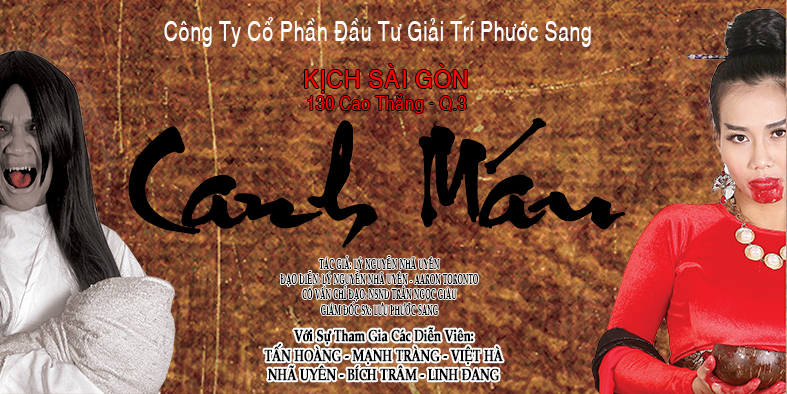 Công Ty Cổ Phần Đầu Tư Giải Trí Phước Sang
KỊCH SÀI GÒN
130 Cao Thắng - Q.3
Canh Máu
TÁC GIẢ: LÝ NGUYỄN NHÃ UYÊN
ĐẠO DIỄN: LÝ NGUYỄN NHÃ UYÊN - AARON TORONTO
CỐ VẤN CHỈ ĐẠO: NSND TRẦN NGỌC GIÀU
GIÁM ĐỐC SX: LƯU PHƯỚC SANG
Với Sự Tham Gia Các Diễn Viên:
TẤN HOÀNG - MẠNH TRÀNG - VIỆT HÀ
NHÃ UYÊN - BÍCH TRÂM - LINH ĐANG